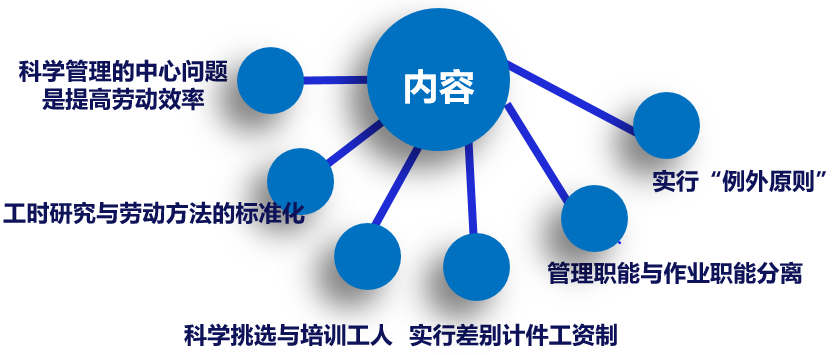 内容
科学管理的中心问题
是提高劳动效率
工时研究与劳动方法的标准化
科学挑选与培训工人
实行差别计件工资制
管理职能与作业职能分离
实行“例外原则”